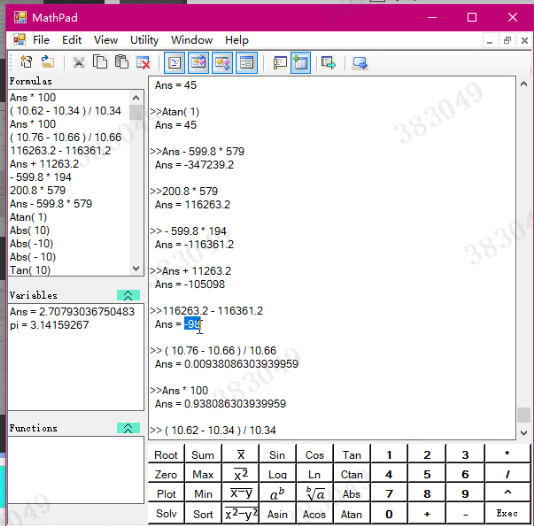 MathPad
File Edit View Utility Window Help
Formulas
Ans * 100
( 10.62 - 10.34 ) / 10.34
Ans * 100
( 10.76 - 10.66 ) / 10.66
116263.2 - 116361.2
Ans + 11263.2
- 599.8 * 194
200.8 * 579
Ans - 599.8 * 579
Atan( 1)
Abs( 10)
Abs( -10)
Abs( - 10)
Tan( 10)
Variables
Ans = 2.70793036750483
pi = 3.14159267
Functions
Ans = 45
>>Atan( 1)
Ans = 45
>>Ans - 599.8 * 579
Ans = -347239.2
>>200.8 * 579
Ans = 116263.2
>> - 599.8 * 194
Ans = -116361.2
>>Ans + 11263.2
Ans = -105098
>>116263.2 - 116361.2
Ans = -98
>> ( 10.76 - 10.66 ) / 10.66
Ans = 0.00938086303939959
>>Ans * 100
Ans = 0.938086303939959
>> ( 10.62 - 10.34 ) / 10.34
Root Sum x̅ Sin Cos Tan 1 2 3 *
Zero Max x̅² Log Ln Ctan 4 5 6 /
Plot Min x̅-y̅ aᵇ ᵇ√a Abs 7 8 9 ^
Solv Sort x̅²-y̅² Asin Acos Atan 0 + - Exec
383049
383049
383049
383049